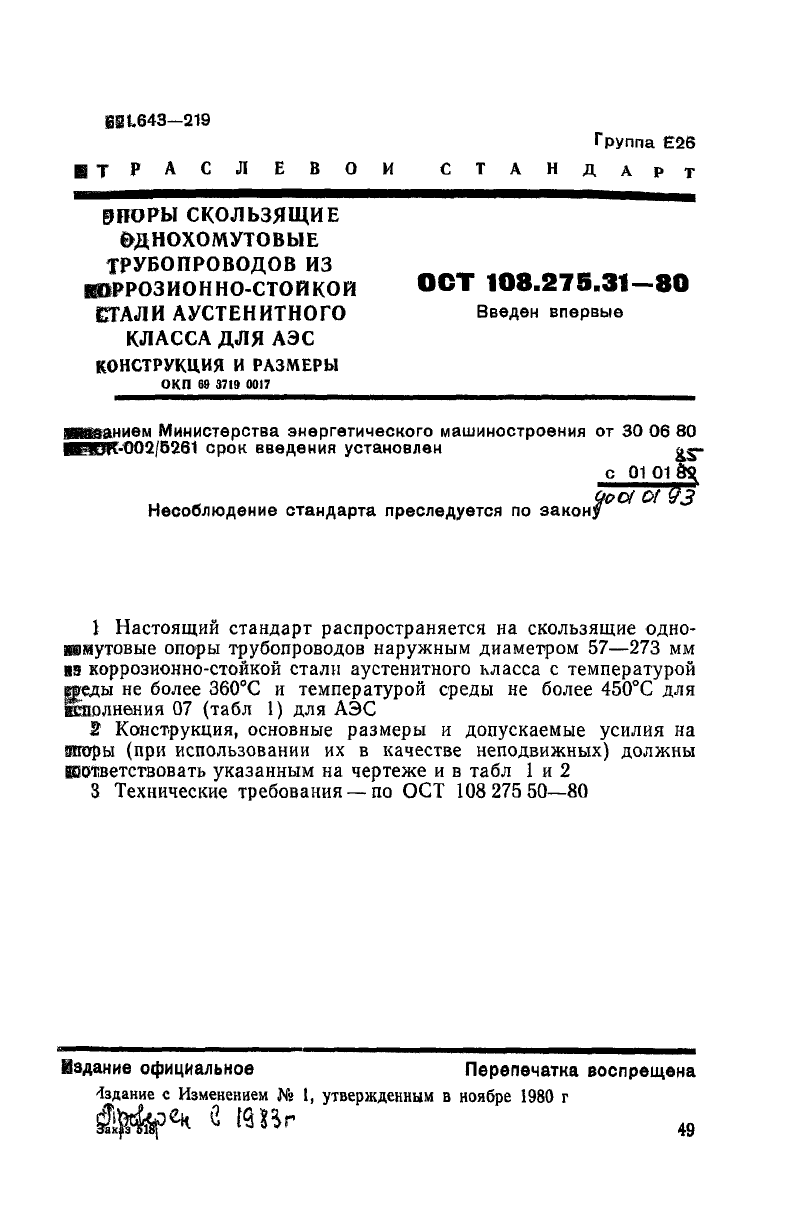 621.643—219
Группа Е26
ОТРАСЛЕВОЙ СТАНДАРТ
ОПОРЫ СКОЛЬЗЯЩИЕ
ОДНОХОМУТОВЫЕ
ТРУБОПРОВОДОВ ИЗ
КОРРОЗИОННО-СТОЙКОЙ
СТАЛИ АУСТЕНИТНОГО
КЛАССА ДЛЯ АЭС
КОНСТРУКЦИЯ И РАЗМЕРЫ
ОКП 69 3719 0017
ОСТ 108.275.31—80
Введен впервые
Указанием Министерства энергетического машиностроения от 30 06 80
-002/5261 срок введения установлен
85
с 01 01 82
до 01 01 93
Несоблюдение стандарта преследуется по закону
1 Настоящий стандарт распространяется на скользящие одно-
хомутовые опоры трубопроводов наружным диаметром 57—273 мм
из коррозионно-стойкой стали аустенитного класса с температурой
среды не более 360°С и температурой среды не более 450°С для
исполнения 07 (табл 1) для АЭС
2 Конструкция, основные размеры и допускаемые усилия на
опоры (при использовании их в качестве неподвижных) должны
соответствовать указанным на чертеже и в табл 1 и 2
3 Технические требования — по ОСТ 108 275 50—80
Издание официальное
Перепечатка воспрещена
Издание с Изменением № 1, утвержденным в ноябре 1980 г
Проверен в 1983г
Заказ 518
49